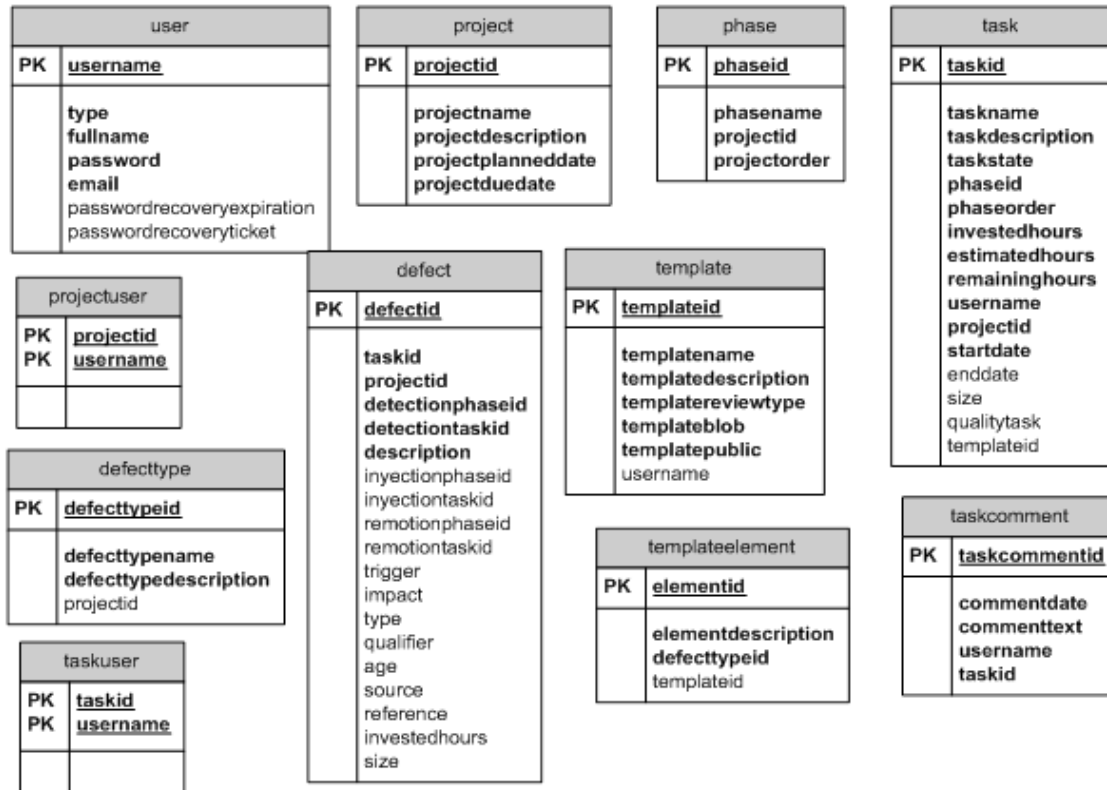 user
PK username
type
fullname
password
email
passwordrecoveryexpiration
passwordrecoveryticket
project
PK projectid
projectname
projectdescription
projectplanneddate
projectduedate
phase
PK phaseid
phasename
projectid
projectorder
task
PK taskid
taskname
taskdescription
taskstate
phaseid
phaseorder
investedhours
estimatedhours
remaininghours
username
projectid
startdate
enddate
size
qualitytask
templateid
projectuser
PK projectid
PK username
defect
PK defectid
taskid
projectid
detectionphaseid
detectiontaskid
description
inyectionphaseid
inyectiontaskid
remotionphaseid
remotiontaskid
trigger
impact
type
qualifier
age
source
reference
investedhours
size
template
PK templateid
templatename
templatedescription
templatereviewtype
templateblob
templatepublic
username
defecttype
PK defecttypeid
defecttypename
defecttypedescription
projectid
templateelement
PK elementid
elementdescription
defecttypeid
templateid
taskcomment
PK taskcommentid
commentdate
commenttext
username
taskid
taskuser
PK taskid
PK username